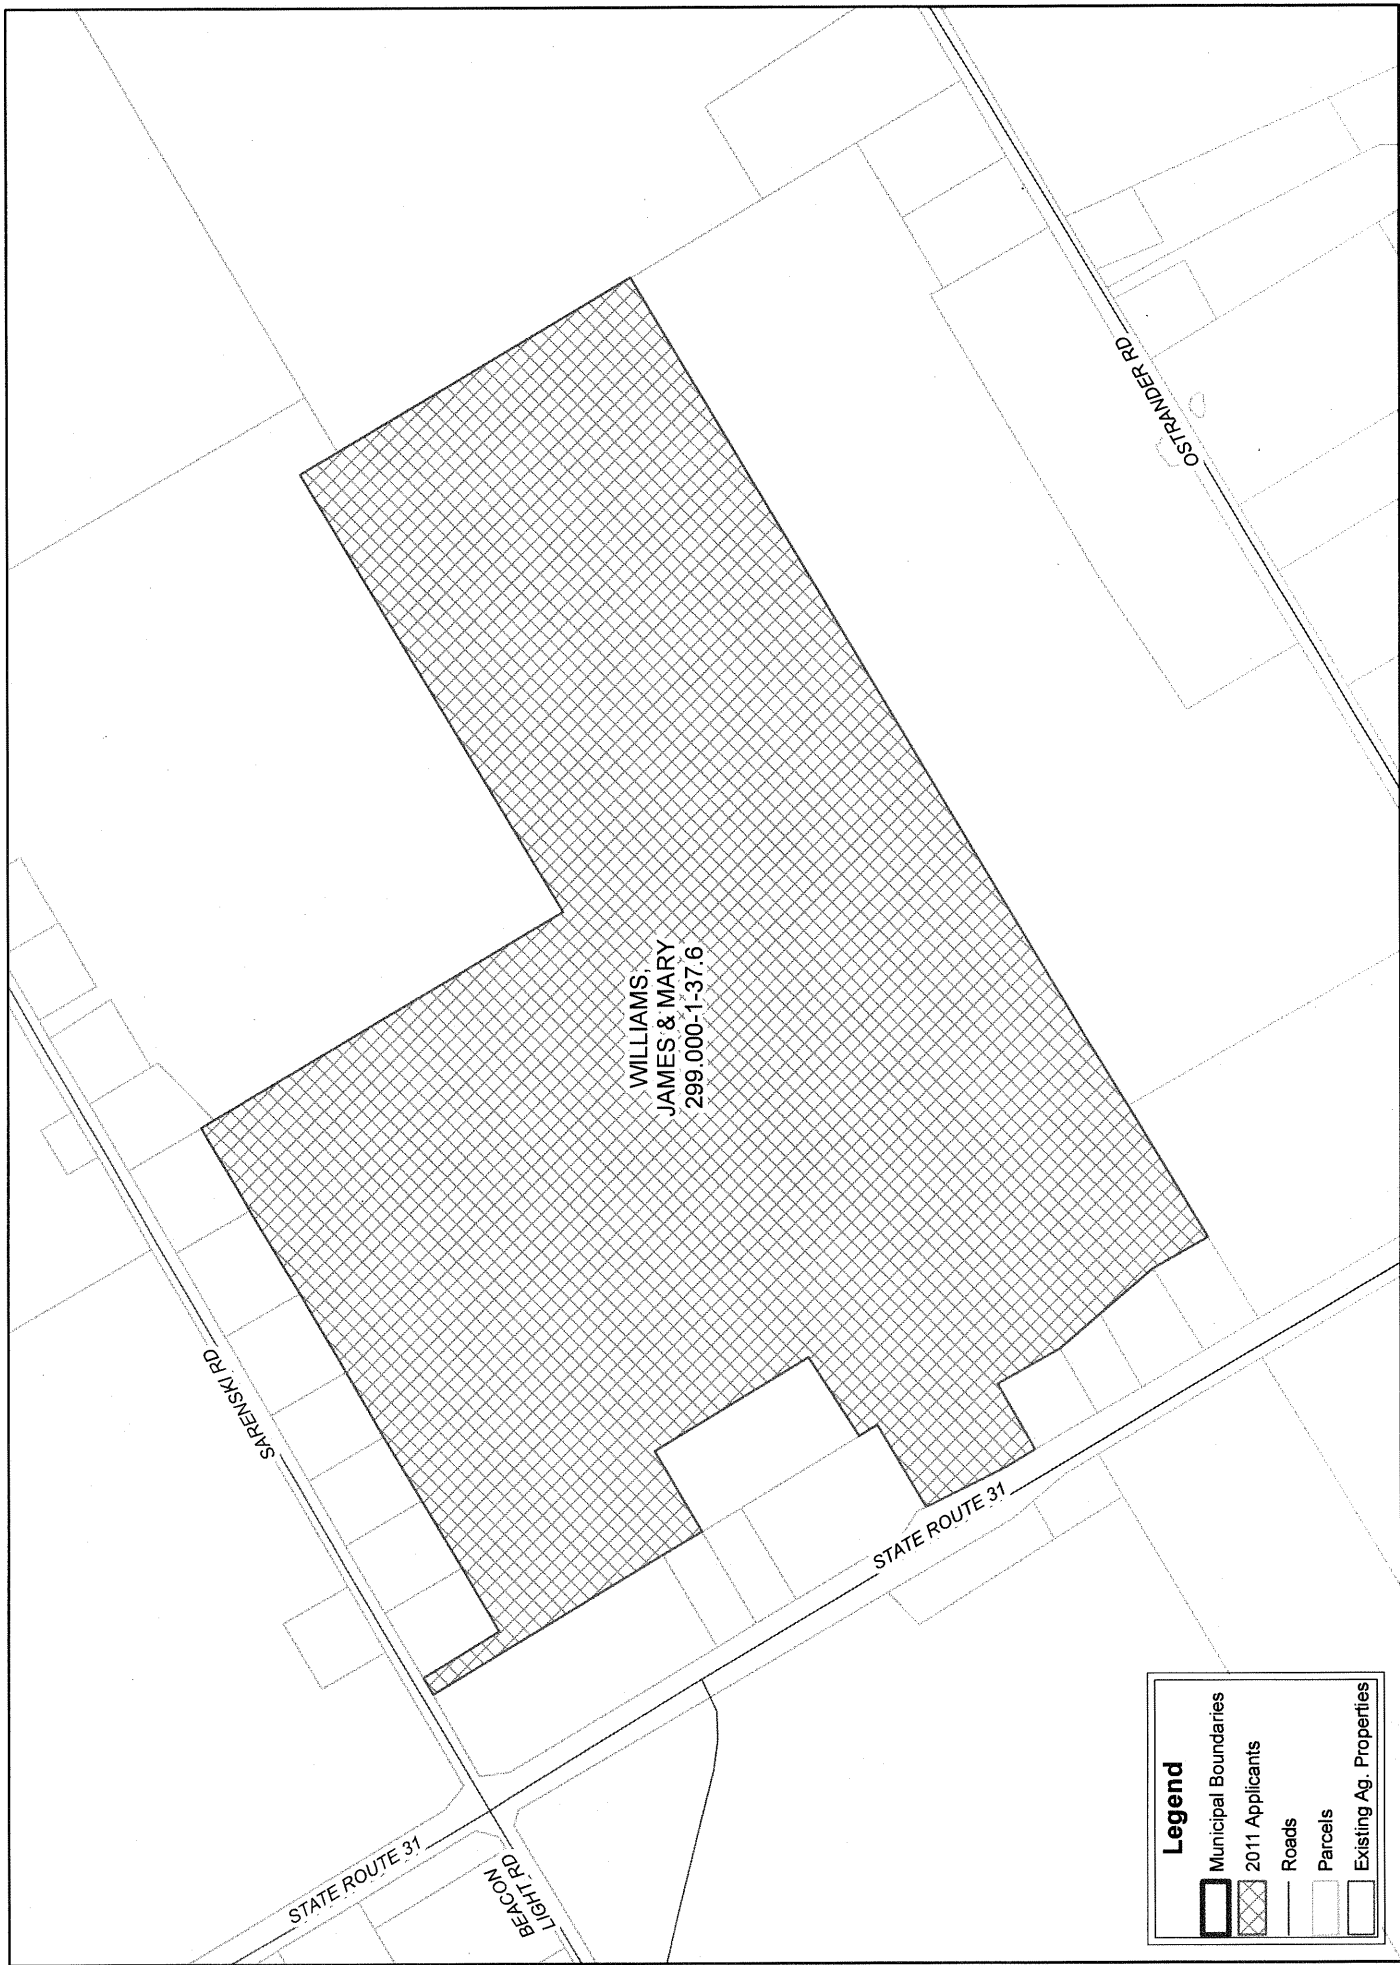 SARENSKI RD
OSTRANDER RD
WILLIAMS,
JAMES & MARY
299.000-1-37.6
STATE ROUTE 31
STATE ROUTE 31
BEACON
LIGHT RD
Legend
Municipal Boundaries
2011 Applicants
Roads
Parcels
Existing Ag. Properties